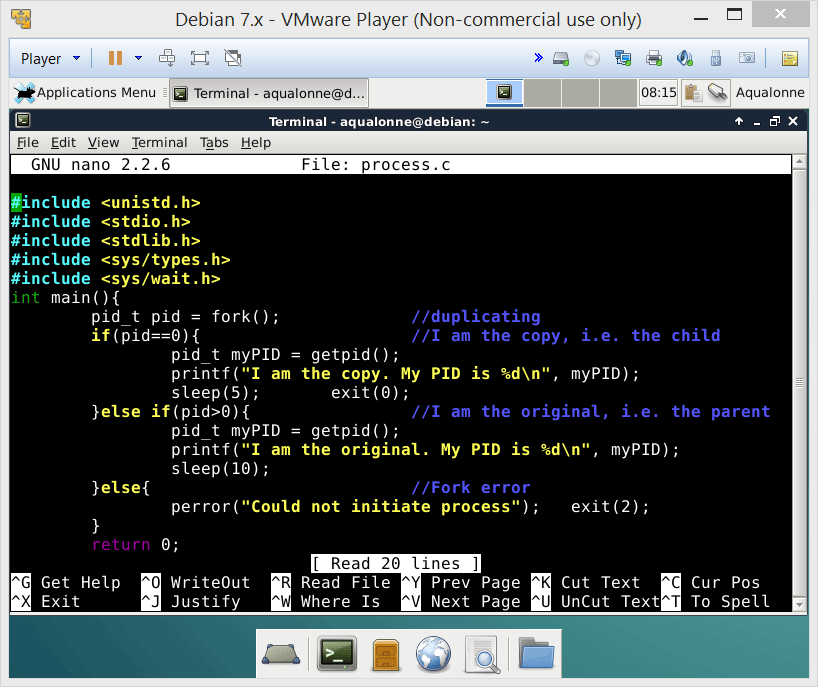 Debian 7.x - VMware Player (Non-commercial use only)
Player
Applications Menu Terminal - aqualonne@d... 08:15 Aqualonne
Terminal - aqualonne@debian: ~
File Edit View Terminal Tabs Help
GNU nano 2.2.6 File: process.c
#include <unistd.h>
#include <stdio.h>
#include <stdlib.h>
#include <sys/types.h>
#include <sys/wait.h>
int main(){
pid_t pid = fork(); //duplicating
if(pid==0){ //I am the copy, i.e. the child
pid_t myPID = getpid();
printf("I am the copy. My PID is %d\n", myPID);
sleep(5); exit(0);
}else if(pid>0){ //I am the original, i.e. the parent
pid_t myPID = getpid();
printf("I am the original. My PID is %d\n", myPID);
sleep(10);
}else{ //Fork error
perror("Could not initiate process"); exit(2);
}
return 0;
[ Read 20 lines ]
^G Get Help ^O WriteOut ^R Read File ^Y Prev Page ^K Cut Text ^C Cur Pos
^X Exit ^J Justify ^W Where Is ^V Next Page ^U UnCut Text ^T To Spell